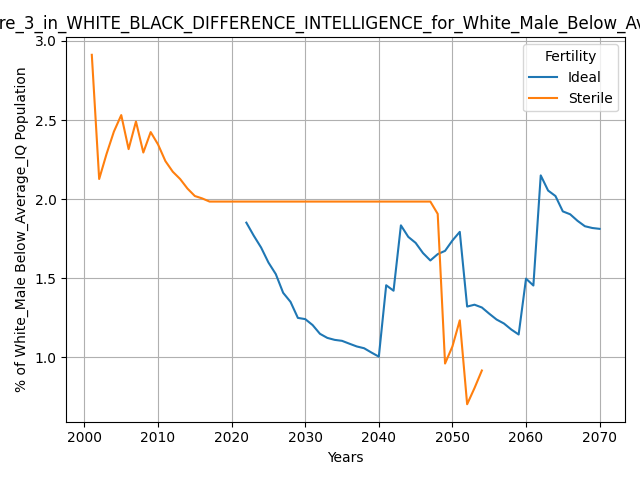 re_3_in_WHITE_BLACK_DIFFERENCE_INTELLIGENCE_for_White_Male_Below_Av
% of White_Male Below_Average_IQ Population
3.0
2.5
2.0
1.5
1.0
Fertility
Ideal
Sterile
2000 2010 2020 2030 2040 2050 2060 2070
Years